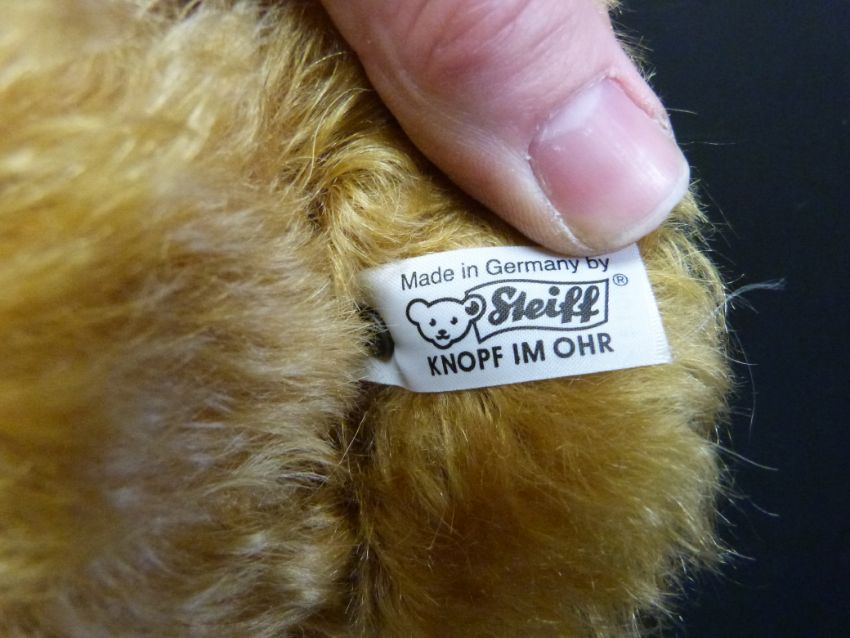 Made in Germany by
Steiff®
KNOPF IM OHR